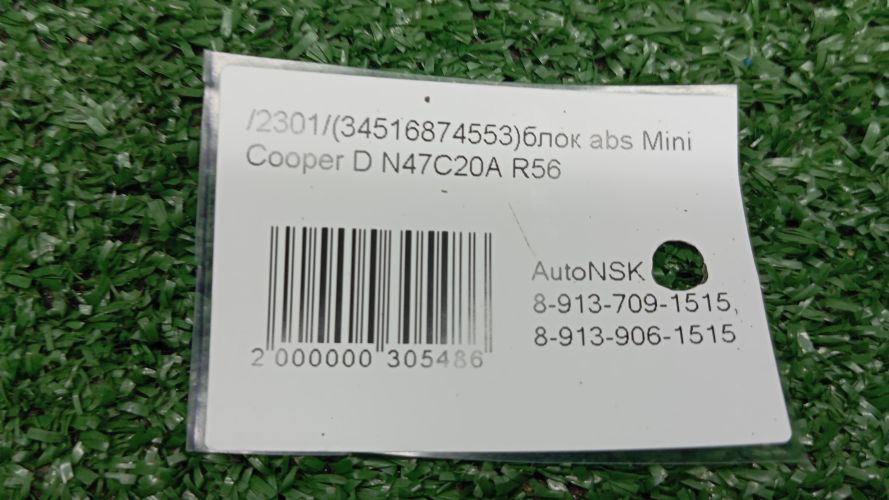 /2301/(34516874553)блок abs Mini
Cooper D N47C20A R56
AutoNSK
8-913-709-1515,
8-913-906-1515
2 000000 305486